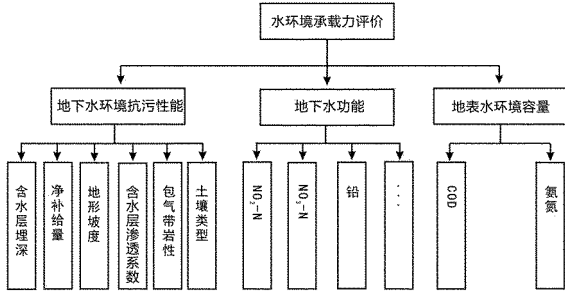 水环境承载力评价
地下水环境抗污性能
地下水功能
地表水环境容量
含水层埋深
净补给量
地形坡度
含水层渗透系数
包气带岩性
土壤类型
NO₂-N
NO₃-N
铅
...
COD
氨氮